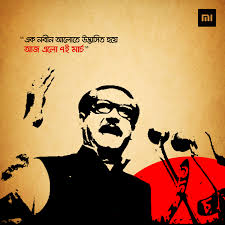 mi
“এক নবীন আলোতে উদ্ভাসিত হয়ে
আজ এলো ৭ই মার্চ”